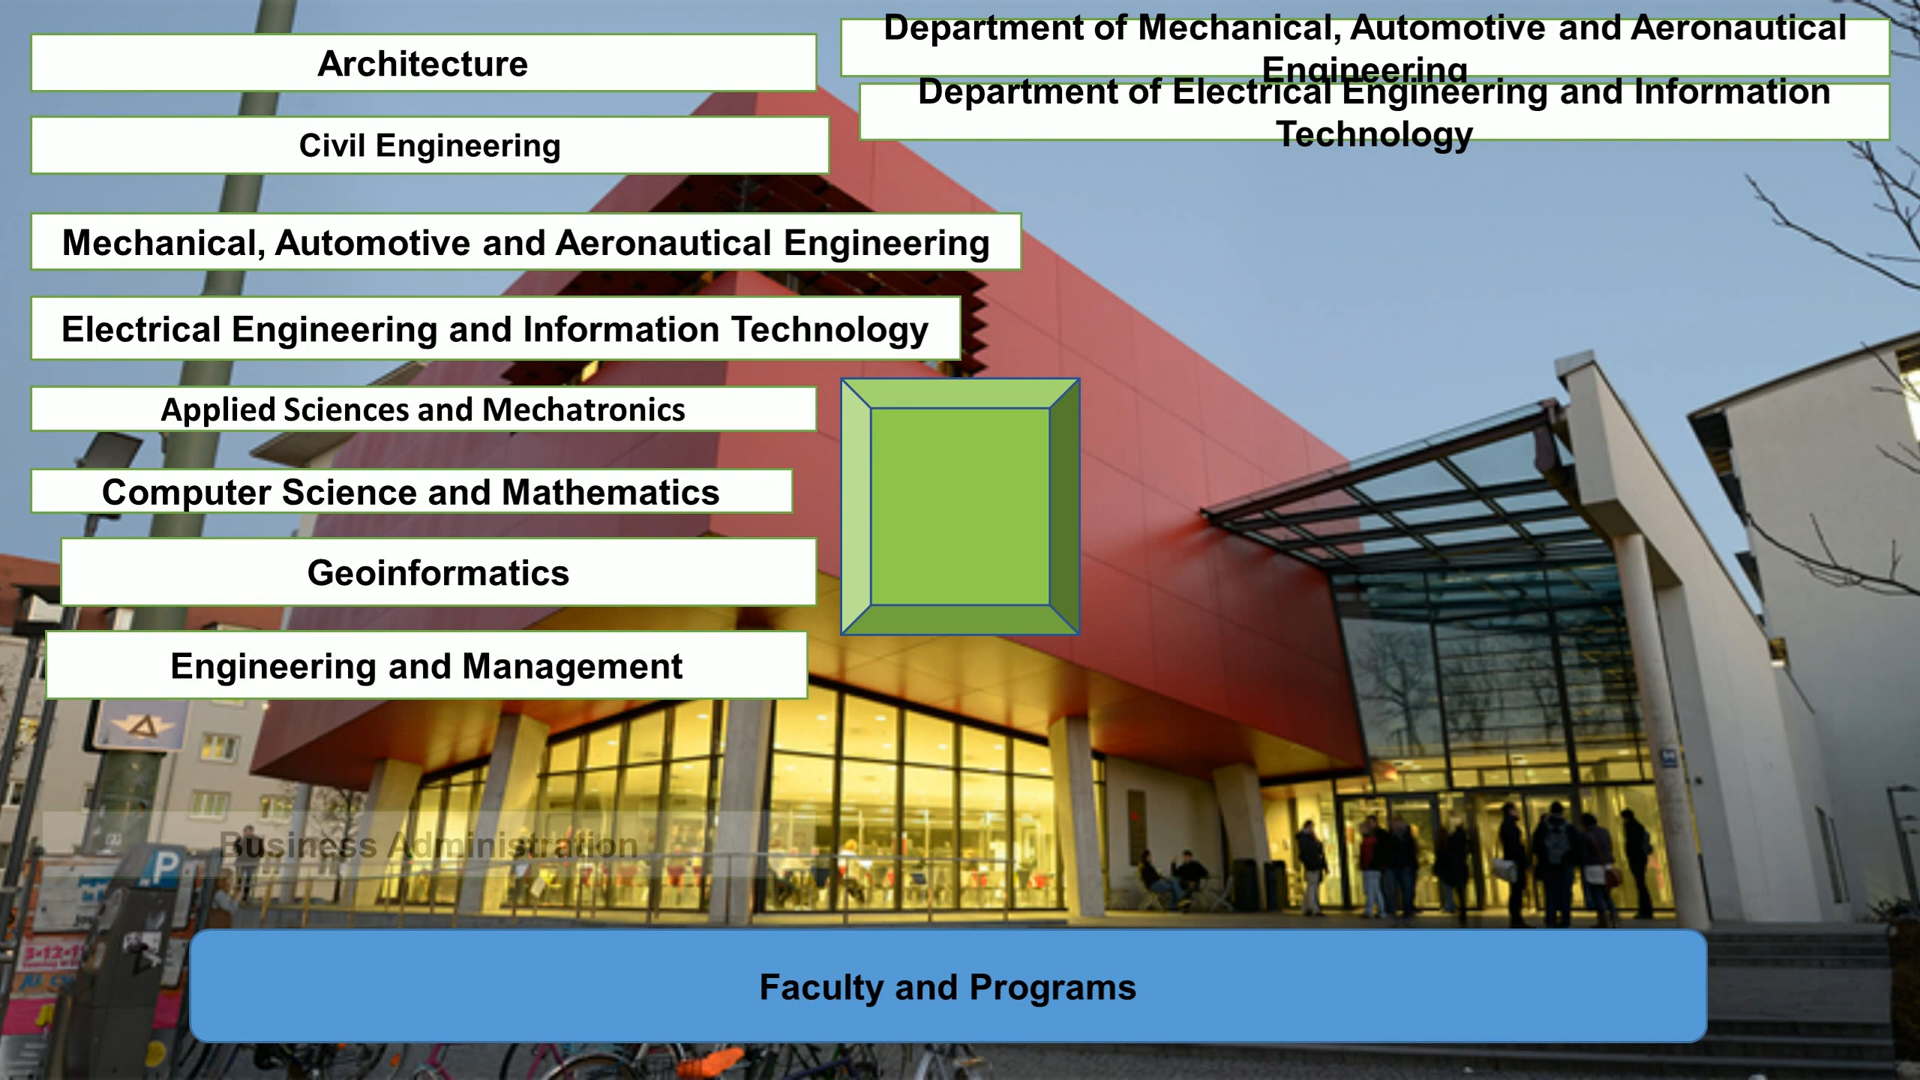 Architecture
Civil Engineering
Mechanical, Automotive and Aeronautical Engineering
Electrical Engineering and Information Technology
Applied Sciences and Mechatronics
Computer Science and Mathematics
Geoinformatics
Engineering and Management
Business Administration
Department of Mechanical, Automotive and Aeronautical
Engineering
Department of Electrical Engineering and Information
Technology
P
Faculty and Programs